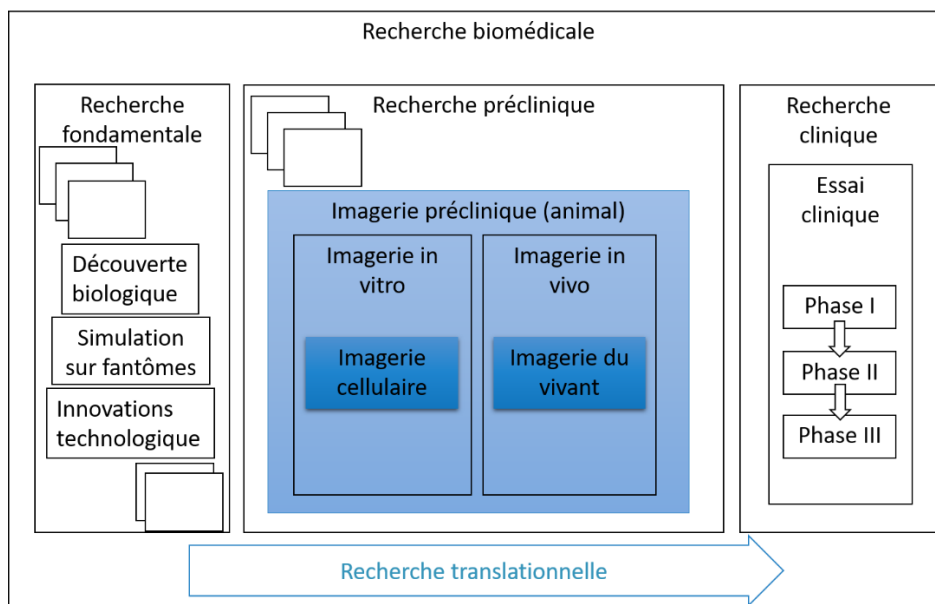 Recherche biomédicale
Recherche
fondamentale
Découverte
biologique
Simulation
sur fantômes
Innovations
technologique
Recherche préclinique
Imagerie préclinique (animal)
Imagerie in
vitro
Imagerie
cellulaire
Imagerie in
vivo
Imagerie du
vivant
Recherche
clinique
Essai
clinique
Phase I
Phase II
Phase III
Recherche translationnelle